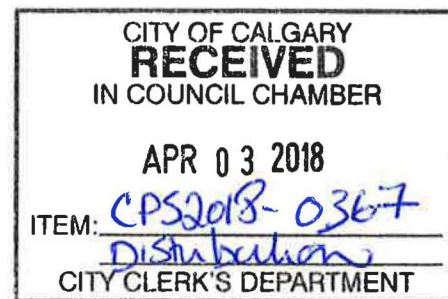 CITY OF CALGARY
RECEIVED
IN COUNCIL CHAMBER
APR 03 2018
ITEM: CPS2018-0367
Distribution
CITY CLERK'S DEPARTMENT